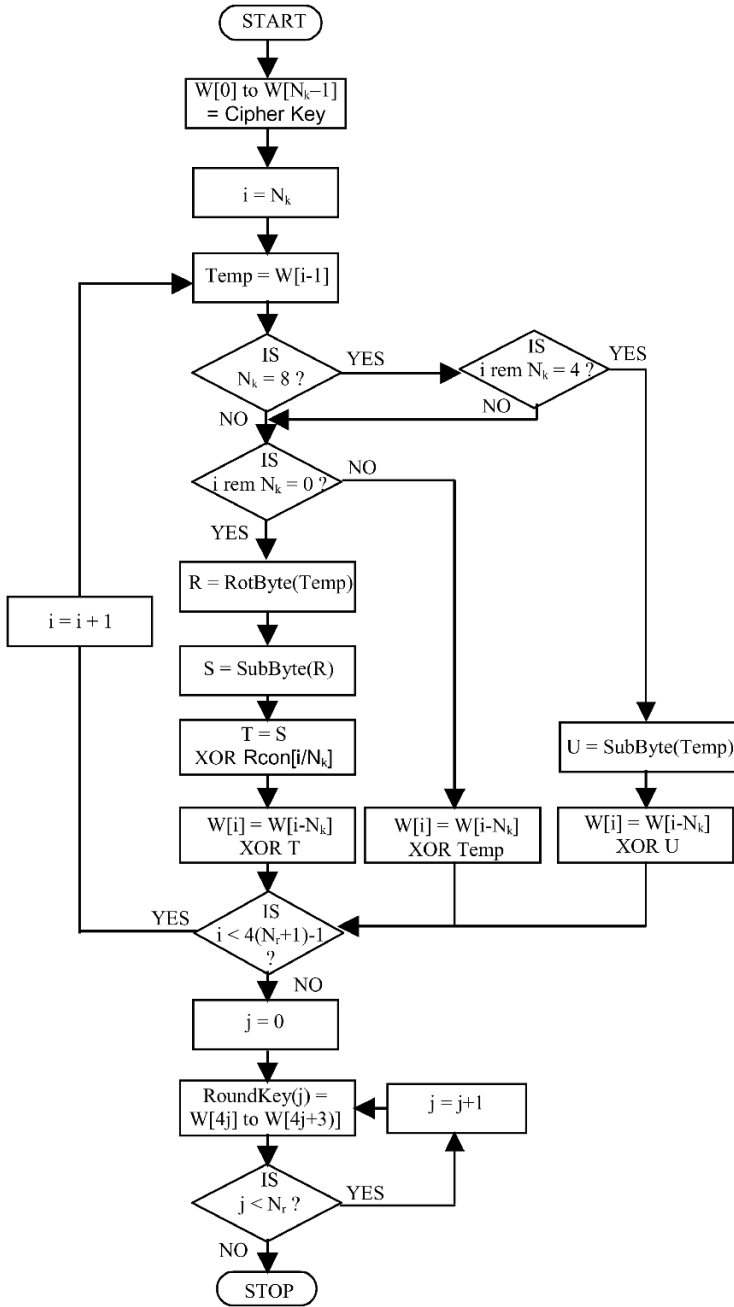 START
W[0] to W[Nₖ–1]
= Cipher Key
i = Nₖ
Temp = W[i-1]
IS
Nₖ = 8 ?
YES
NO
IS
i rem Nₖ = 4 ?
YES
NO
IS
i rem Nₖ = 0 ?
NO
YES
R = RotByte(Temp)
i = i + 1
S = SubByte(R)
T = S
XOR Rcon[i/Nₖ]
U = SubByte(Temp)
W[i] = W[i-Nₖ]
XOR T
W[i] = W[i-Nₖ]
XOR Temp
W[i] = W[i-Nₖ]
XOR U
YES
IS
i < 4(Nᵣ+1)-1
?
NO
j = 0
RoundKey(j) =
W[4j] to W[4j+3)]
j = j+1
IS
j < Nᵣ ?
YES
NO
STOP